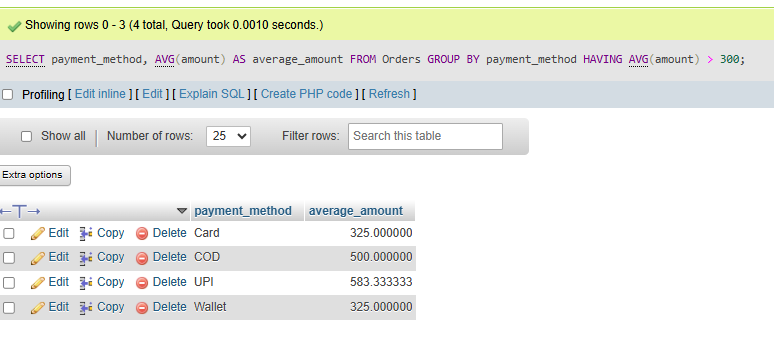 Showing rows 0 - 3 (4 total, Query took 0.0010 seconds.)
SELECT payment_method, AVG(amount) AS average_amount FROM Orders GROUP BY payment_method HAVING AVG(amount) > 300;
Profiling [ Edit inline ] [ Edit ] [ Explain SQL ] [ Create PHP code ] [ Refresh ]
Show all Number of rows: 25 Filter rows: Search this table
Extra options
←T→ payment_method average_amount
Edit Copy Delete Card 325.000000
Edit Copy Delete COD 500.000000
Edit Copy Delete UPI 583.333333
Edit Copy Delete Wallet 325.000000